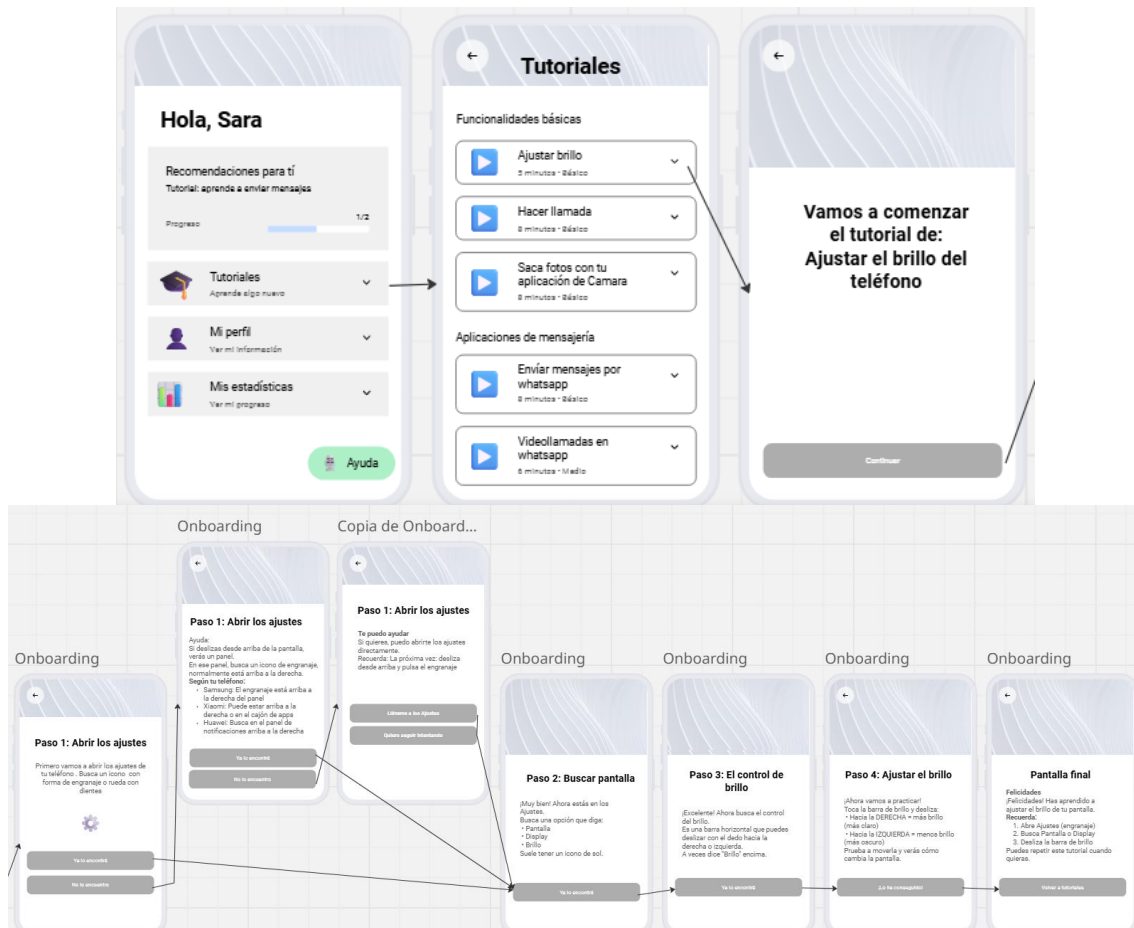 Hola, Sara
Recomendaciones para tí
Tutorial: aprende a enviar mensajes
Progreso
1/2
Tutoriales
Aprende algo nuevo
Mi perfil
Ver mi información
Mis estadísticas
Ver mi progreso
Ayuda
Tutoriales
Funcionalidades básicas
Ajustar brillo
5 minutos • Básico
Hacer llamada
8 minutos • Básico
Saca fotos con tu
aplicación de Camara
8 minutos • Básico
Aplicaciones de mensajería
Envíar mensajes por
whatsapp
8 minutos • Básico
Videollamadas en
whatsapp
6 minutos • Medio
Vamos a comenzar
el tutorial de:
Ajustar el brillo del
teléfono
Continuar
Onboarding
Paso 1: Abrir los ajustes
Primero vamos a abrir los ajustes de
tu teléfono . Busca un icono con
forma de engranaje o rueda con
dientes
Ya lo encontré
No lo encuentro
Onboarding
Paso 1: Abrir los ajustes
Ayuda:
Si deslizas desde arriba de la pantalla,
verás un panel.
En ese panel, busca un icono de engranaje,
normalmente está arriba a la derecha.
Según tu teléfono:
• Samsung: El engranaje está arriba a
la derecha del panel
• Xiaomi: Puede estar arriba a la
derecha o en el cajón de apps
• Huawei: Busca en el panel de
notificaciones arriba a la derecha
Ya lo encontré
No lo encuentro
Copia de Onboard...
Paso 1: Abrir los ajustes
Te puedo ayudar
Si quieres, puedo abrirte los ajustes
directamente.
Recuerda: La próxima vez: desliza
desde arriba y pulsa el engranaje
Llévame a los Ajustes
Quiero seguir intentando
Onboarding
Paso 2: Buscar pantalla
¡Muy bien! Ahora estás en los
Ajustes.
Busca una opción que diga:
• Pantalla
• Display
• Brillo
Suele tener un icono de sol.
Ya lo encontré
Onboarding
Paso 3: El control de
brillo
¡Excelente! Ahora busca el control
del brillo.
Es una barra horizontal que puedes
deslizar con el dedo hacia la
derecha o izquierda.
A veces dice "Brillo" encima.
Ya lo encontré
Onboarding
Paso 4: Ajustar el brillo
¡Ahora vamos a practicar!
Toca la barra de brillo y desliza:
• Hacia la DERECHA = más brillo
(más claro)
• Hacia la IZQUIERDA = menos brillo
(más oscuro)
Prueba a moverla y verás cómo
cambia la pantalla.
¡Lo he conseguido!
Onboarding
Pantalla final
Felicidades
¡Felicidades! Has aprendido a
ajustar el brillo de tu pantalla.
Recuerda:
1. Abre Ajustes (engranaje)
2. Busca Pantalla o Display
3. Desliza la barra de brillo
Puedes repetir este tutorial cuando
quieras.
Volver a tutoriales